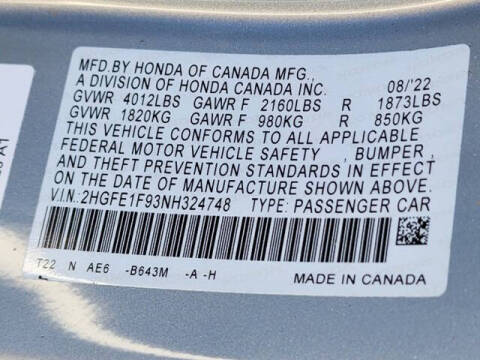 MFD.BY HONDA OF CANADA MFG.,
A DIVISION OF HONDA CANADA INC. 08/'22
GVWR 4012LBS GAWR F 2160LBS R 1873LBS
GVWR 1820KG GAWR F 980KG R 850KG
THIS VEHICLE CONFORMS TO ALL APPLICABLE
FEDERAL MOTOR VEHICLE SAFETY , BUMPER ,
AND THEFT PREVENTION STANDARDS IN EFFECT
ON THE DATE OF MANUFACTURE SHOWN ABOVE.
V.I.N.:2HGFE1F93NH324748 TYPE: PASSENGER CAR
T22 N AE6 -B643M -A -H
MADE IN CANADA